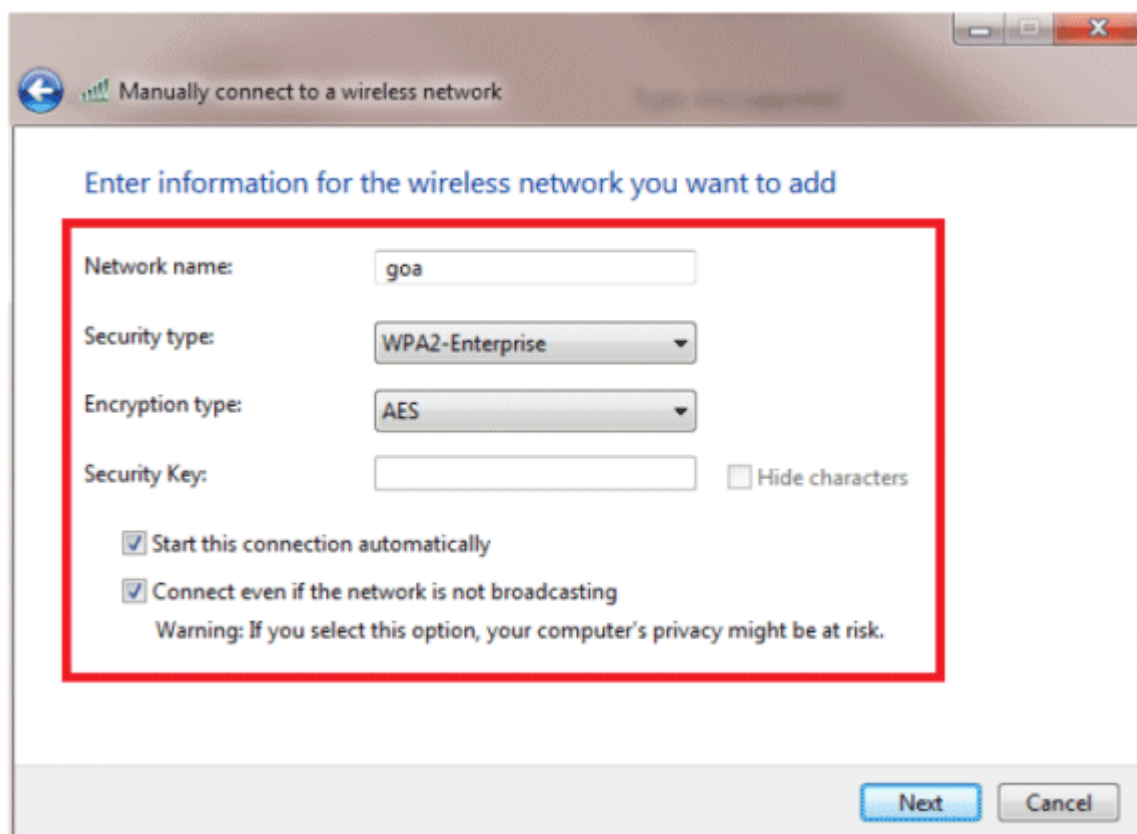 Manually connect to a wireless network
Enter information for the wireless network you want to add
Network name: goa
Security type: WPA2-Enterprise
Encryption type: AES
Security Key: Hide characters
Start this connection automatically
Connect even if the network is not broadcasting
Warning: If you select this option, your computer's privacy might be at risk.
Next Cancel